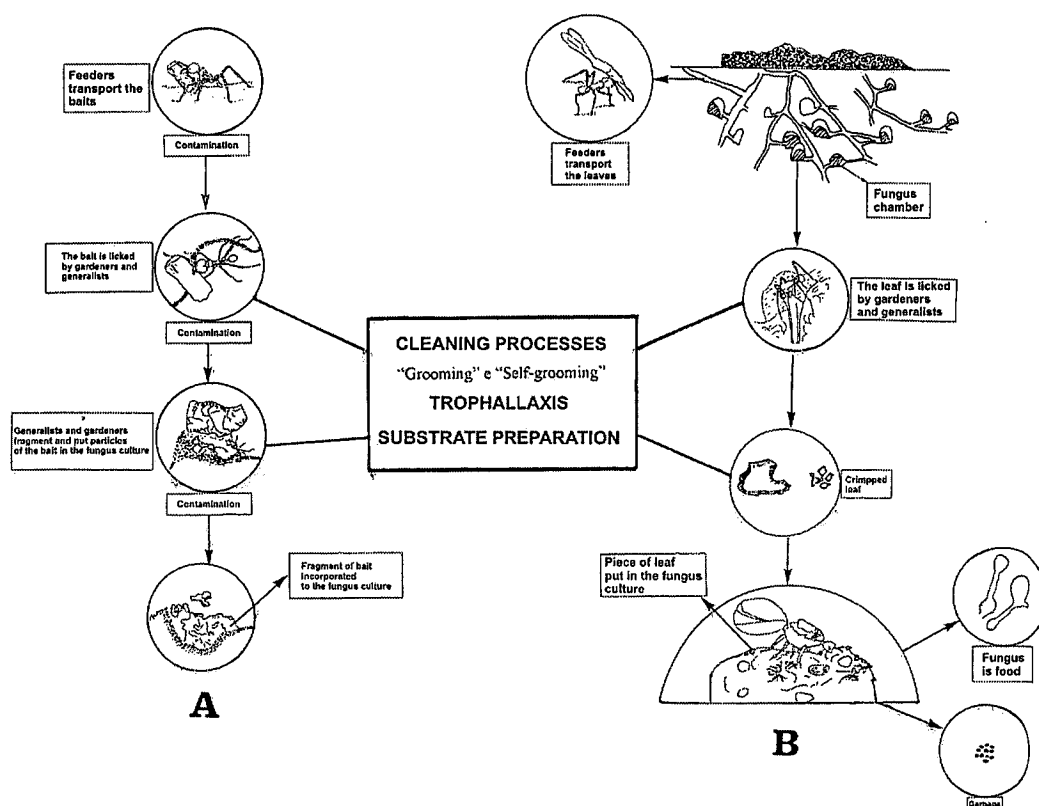 Feeders
transport the
baits
Contamination
The bait is licked
by gardeners and
generalists
Contamination
Generalists and gardeners
fragment and put particles
of the bait in the fungus culture
Contamination
Fragment of bait
incorporated
to the fungus culture
A
CLEANING PROCESSES
“Grooming” e “Self-grooming”
TROPHALLAXIS
SUBSTRATE PREPARATION
Feeders
transport
the leaves
Fungus
chamber
The leaf is licked
by gardeners
and generalists
Crimpped
leaf
Piece of leaf
put in the fungus
culture
Fungus
is food
B
Garbage